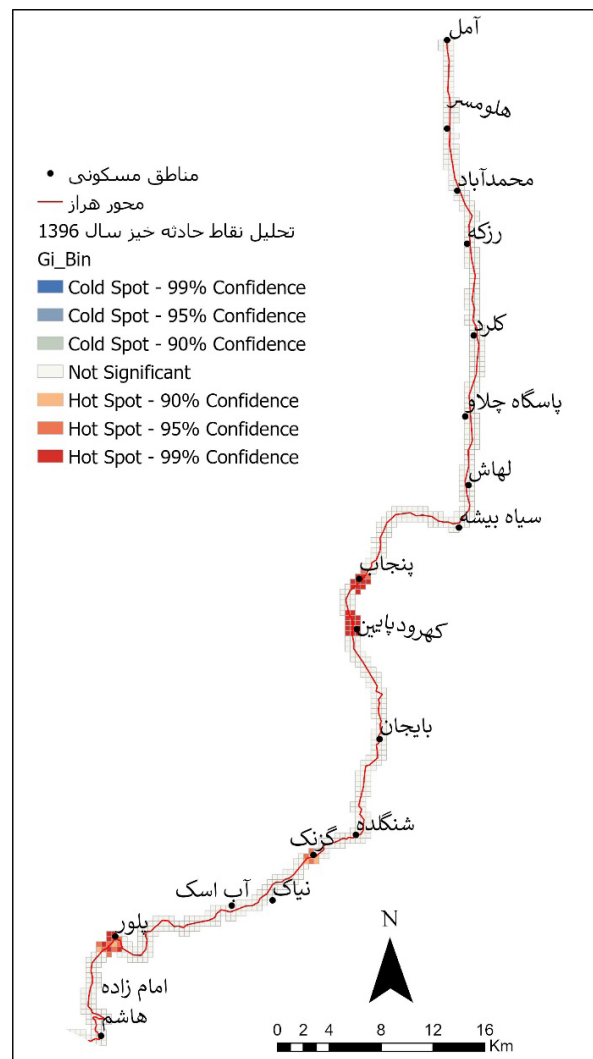 آمل
هلومسر
محمدآباد
مناطق مسکونی
محور هراز
رزکه
تحلیل نقاط حادثه خیز سال 1396
Gi_Bin
Cold Spot - 99% Confidence
Cold Spot - 95% Confidence
کلرد
Cold Spot - 90% Confidence
Not Significant
Hot Spot - 90% Confidence
پاسگاه چلاو
Hot Spot - 95% Confidence
Hot Spot - 99% Confidence
لهاش
سیاه بیشه
پنجاب
کهرودپایین
بایجان
شنگلده
گزنک
نیاک
آب اسک
پلور
N
امام زاده
هاشم
0 2 4 8 12 16
Km